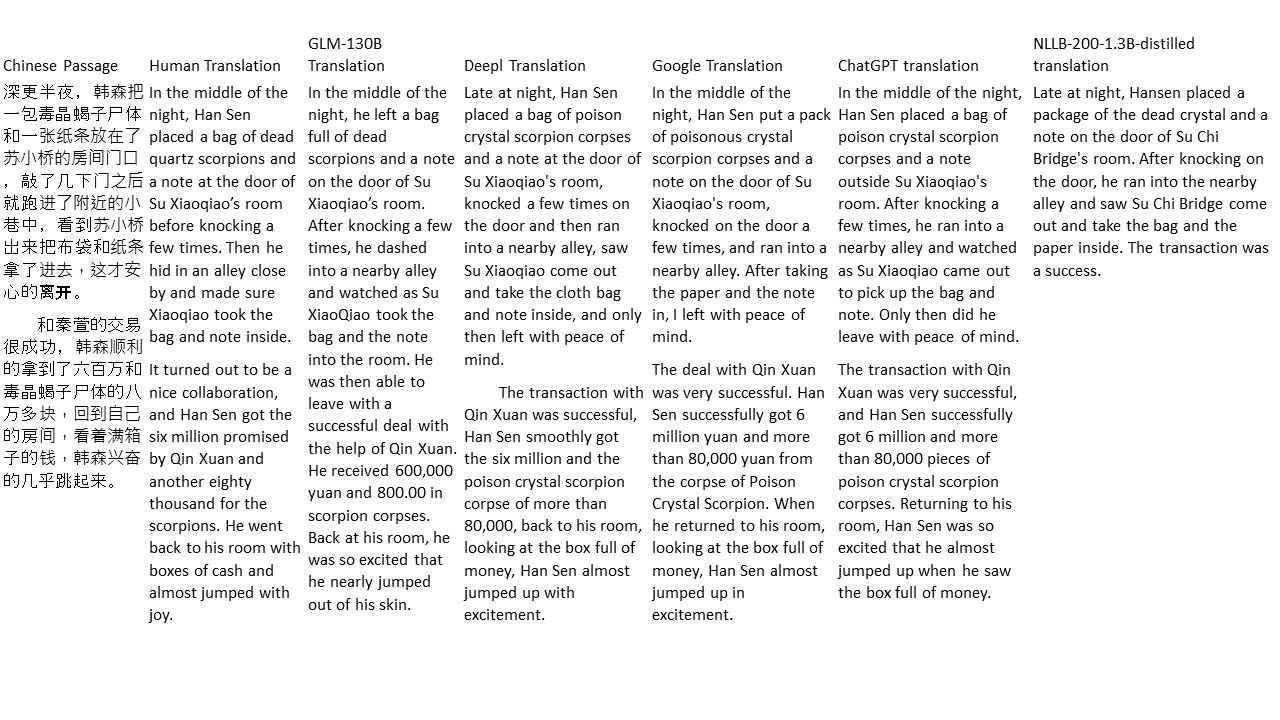 Chinese Passage
深更半夜，韩森把
一包毒晶蝎子尸体
和一张纸条放在了
苏小桥的房间门口
，敲了几下门之后
就跑进了附近的小
巷中，看到苏小桥
出来把布袋和纸条
拿了进去，这才安
心的离开。
和秦萱的交易
很成功，韩森顺利
的拿到了六百万和
毒晶蝎子尸体的八
万多块，回到自己
的房间，看着满箱
子的钱，韩森兴奋
的几乎跳起来。
Human Translation
In the middle of the
night, Han Sen
placed a bag of dead
quartz scorpions and
a note at the door of
Su Xiaoqiao’s room
before knocking a
few times. Then he
hid in an alley close
by and made sure
Xiaoqiao took the
bag and note inside.
It turned out to be a
nice collaboration,
and Han Sen got the
six million promised
by Qin Xuan and
another eighty
thousand for the
scorpions. He went
back to his room with
boxes of cash and
almost jumped with
joy.
GLM-130B
Translation
In the middle of the
night, he left a bag
full of dead
scorpions and a note
on the door of Su
Xiaoqiao’s room.
After knocking a few
times, he dashed
into a nearby alley
and watched as Su
XiaoQiao took the
bag and the note
into the room. He
was then able to
leave with a
successful deal with
the help of Qin Xuan.
He received 600,000
yuan and 800.00 in
scorpion corpses.
Back at his room, he
was so excited that
he nearly jumped
out of his skin.
Deepl Translation
Late at night, Han Sen
placed a bag of poison
crystal scorpion corpses
and a note at the door of
Su Xiaoqiao's room,
knocked a few times on
the door and then ran
into a nearby alley, saw
Su Xiaoqiao come out
and take the cloth bag
and note inside, and only
then left with peace of
mind.
The transaction with
Qin Xuan was successful,
Han Sen smoothly got
the six million and the
poison crystal scorpion
corpse of more than
80,000, back to his room,
looking at the box full of
money, Han Sen almost
jumped up with
excitement.
Google Translation
In the middle of the
night, Han Sen put a pack
of poisonous crystal
scorpion corpses and a
note on the door of Su
Xiaoqiao's room,
knocked on the door a
few times, and ran into a
nearby alley. After taking
the paper and the note
in, I left with peace of
mind.
The deal with Qin Xuan
was very successful. Han
Sen successfully got 6
million yuan and more
than 80,000 yuan from
the corpse of Poison
Crystal Scorpion. When
he returned to his room,
looking at the box full of
money, Han Sen almost
jumped up in
excitement.
ChatGPT translation
In the middle of the night,
Han Sen placed a bag of
poison crystal scorpion
corpses and a note
outside Su Xiaoqiao's
room. After knocking a
few times, he ran into a
nearby alley and watched
as Su Xiaoqiao came out
to pick up the bag and
note. Only then did he
leave with peace of mind.
The transaction with Qin
Xuan was very successful,
and Han Sen successfully
got 6 million and more
than 80,000 pieces of
poison crystal scorpion
corpses. Returning to his
room, Han Sen was so
excited that he almost
jumped up when he saw
the box full of money.
NLLB-200-1.3B-distilled
translation
Late at night, Hansen placed a
package of the dead crystal and a
note on the door of Su Chi
Bridge's room. After knocking on
the door, he ran into the nearby
alley and saw Su Chi Bridge come
out and take the bag and the
paper inside. The transaction was
a success.